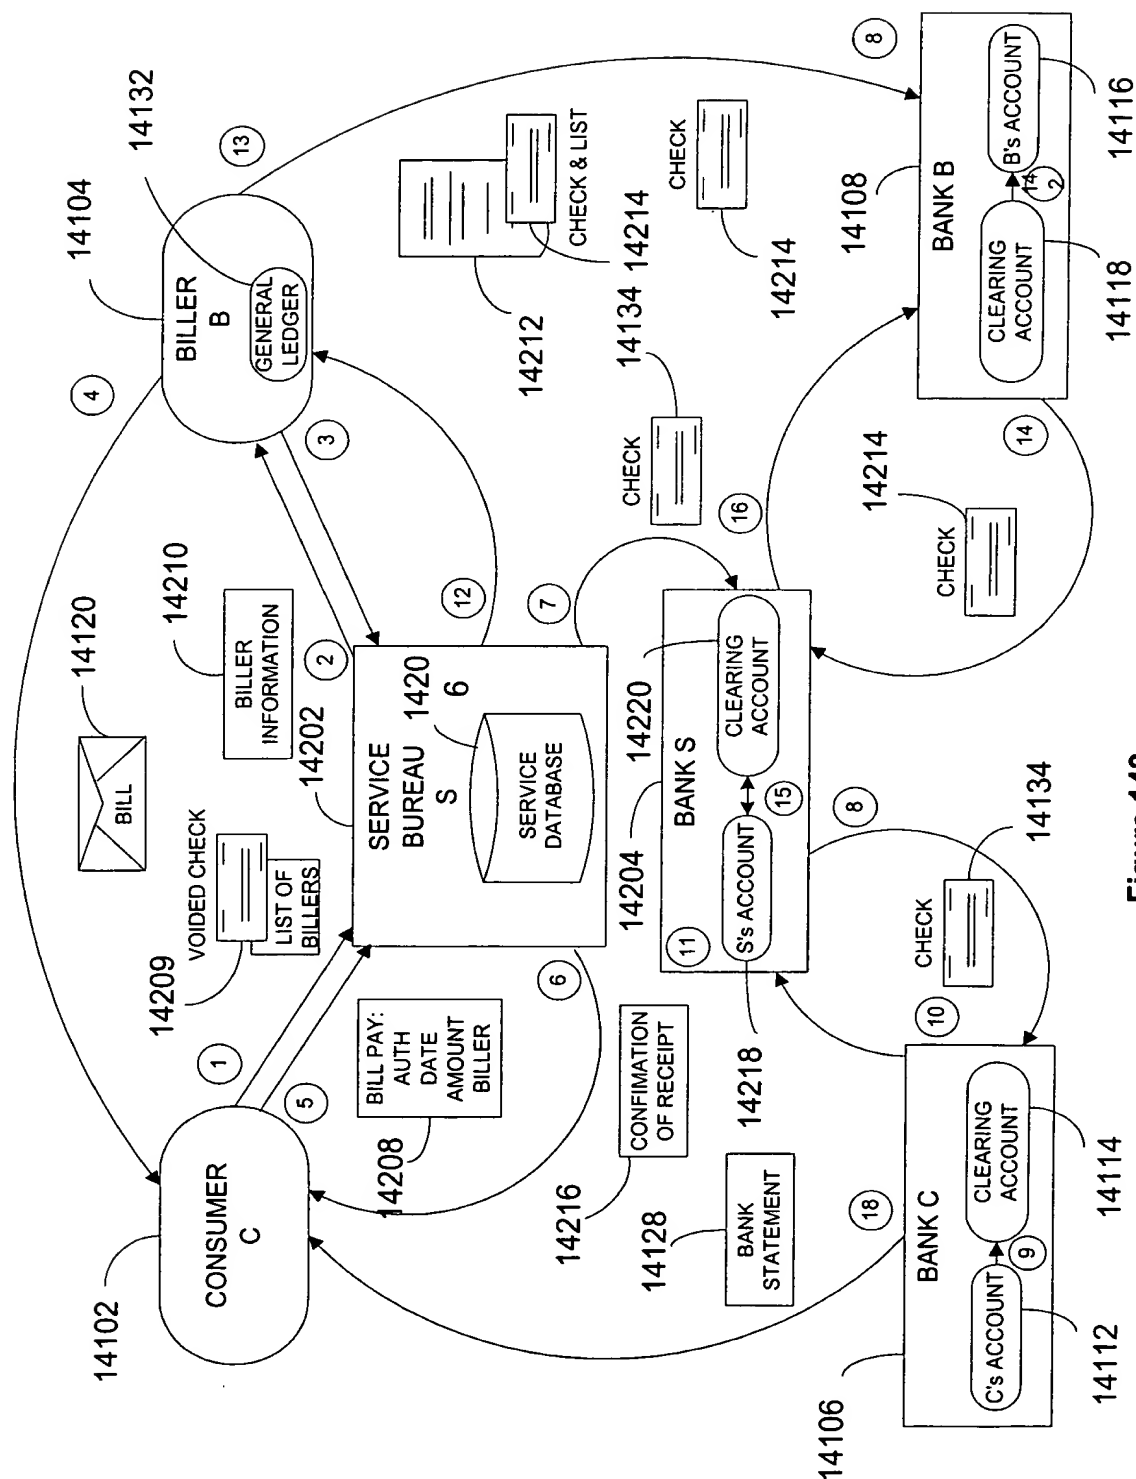 14102
CONSUMER
C
1
5
14209
VOIDED CHECK
LIST OF
BILLERS
14120
BILL
14210
BILLER
INFORMATION
4
14104
BILLER
B
GENERAL
LEDGER
14132
13
3
2
14202
SERVICE
BUREAU
S
1420
6
SERVICE
DATABASE
BILL PAY:
AUTH
DATE
AMOUNT
BILLER
14208
6
12
7
14212
14214
CHECK & LIST
CONFIMATION
OF RECEIPT
14216
14134
CHECK
CHECK
14214
14128
BANK
STATEMENT
14204
14220
BANK S
11
S's ACCOUNT
15
CLEARING
ACCOUNT
14218
16
8
18
10
8
14106
BANK C
C's ACCOUNT
9
CLEARING
ACCOUNT
14112
14114
CHECK
14134
CHECK
14214
14
14108
BANK B
CLEARING
ACCOUNT
14
2
B's ACCOUNT
14118
14116
Figure